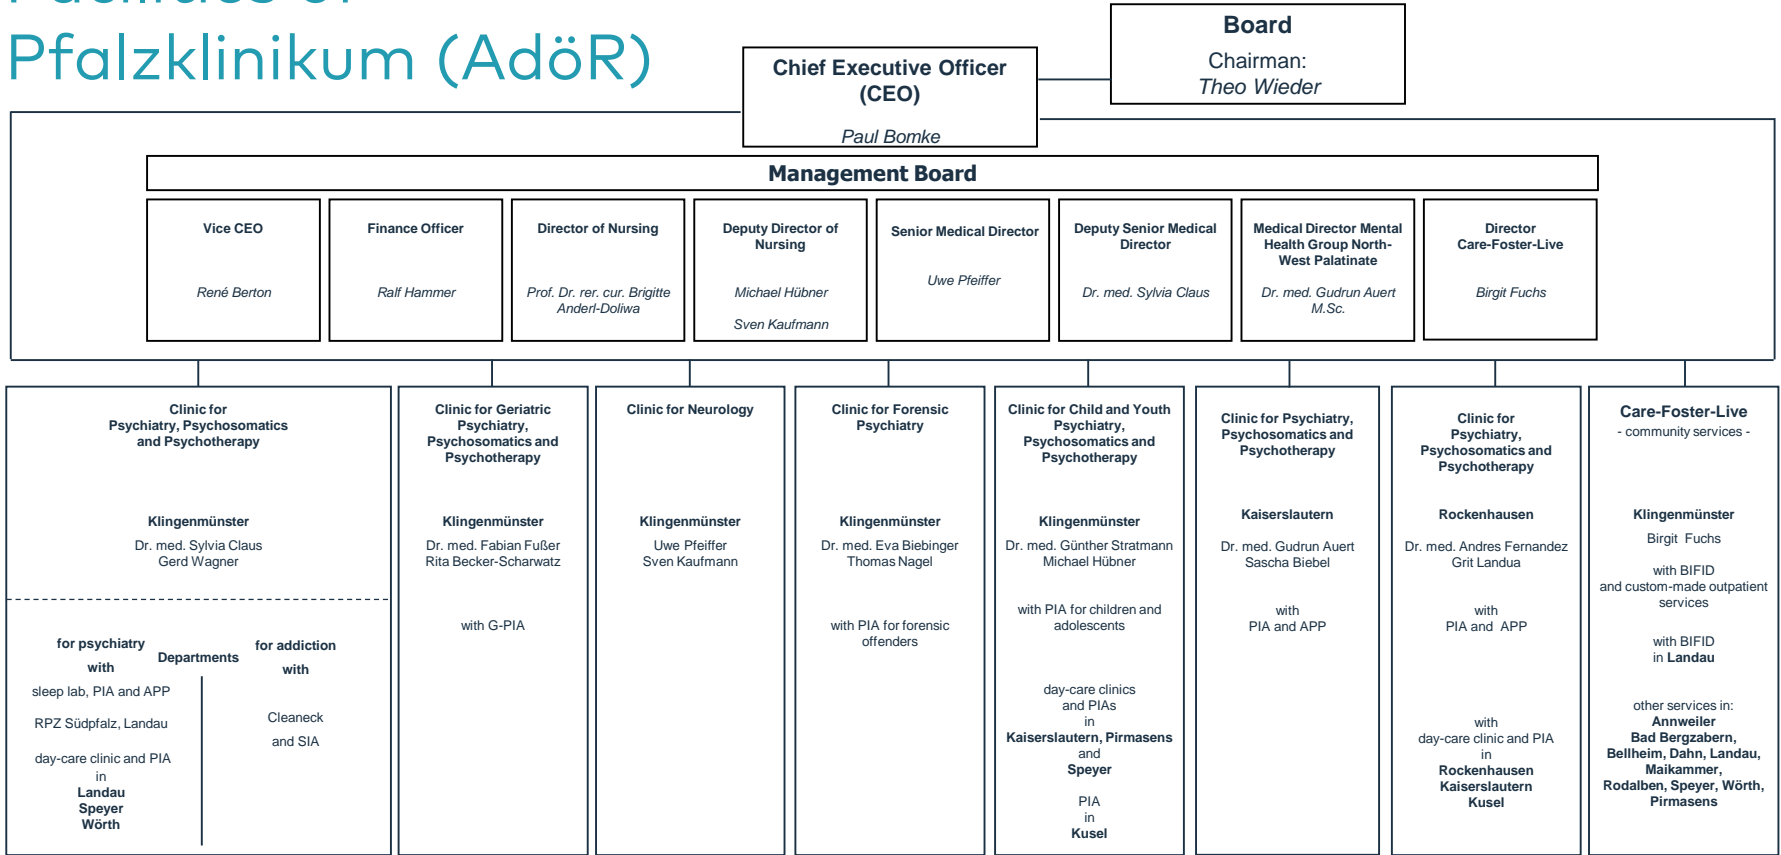 Facilities of
Pfalzklinikum (AdöR)
Board
Chairman:
Theo Wieder
Chief Executive Officer
(CEO)
Paul Bomke
Management Board
Vice CEO
René Berton
Finance Officer
Ralf Hammer
Director of Nursing
Prof. Dr. rer. cur. Brigitte
Anderl-Doliwa
Deputy Director of
Nursing
Michael Hübner
Sven Kaufmann
Senior Medical Director
Uwe Pfeiffer
Deputy Senior Medical
Director
Dr. med. Sylvia Claus
Medical Director Mental
Health Group North-
West Palatinate
Dr. med. Gudrun Auert
M.Sc.
Director
Care-Foster-Live
Birgit Fuchs
Clinic for
Psychiatry, Psychosomatics
and Psychotherapy
Klingenmünster
Dr. med. Sylvia Claus
Gerd Wagner
for psychiatry
with
Departments
for addiction
with
sleep lab, PIA and APP
RPZ Südpfalz, Landau
day-care clinic and PIA
in
Landau
Speyer
Wörth
Cleaneck
and SIA
Clinic for Geriatric
Psychiatry,
Psychosomatics and
Psychotherapy
Klingenmünster
Dr. med. Fabian Fußer
Rita Becker-Scharwatz
with G-PIA
Clinic for Neurology
Klingenmünster
Uwe Pfeiffer
Sven Kaufmann
Clinic for Forensic
Psychiatry
Klingenmünster
Dr. med. Eva Biebinger
Thomas Nagel
with PIA for forensic
offenders
Clinic for Child and Youth
Psychiatry,
Psychosomatics and
Psychotherapy
Klingenmünster
Dr. med. Günther Stratmann
Michael Hübner
with PIA for children and
adolescents
day-care clinics
and PIAs
in
Kaiserslautern, Pirmasens
and
Speyer
PIA
in
Kusel
Clinic for Psychiatry,
Psychosomatics and
Psychotherapy
Kaiserslautern
Dr. med. Gudrun Auert
Sascha Biebel
with
PIA and APP
Clinic for
Psychiatry,
Psychosomatics and
Psychotherapy
Rockenhausen
Dr. med. Andres Fernandez
Grit Landua
with
PIA and APP
with
day-care clinic and PIA
in
Rockenhausen
Kaiserslautern
Kusel
Care-Foster-Live
- community services -
Klingenmünster
Birgit Fuchs
with BIFID
and custom-made outpatient
services
with BIFID
in Landau
other services in:
Annweiler
Bad Bergzabern,
Bellheim, Dahn, Landau,
Maikammer,
Rodalben, Speyer, Wörth,
Pirmasens